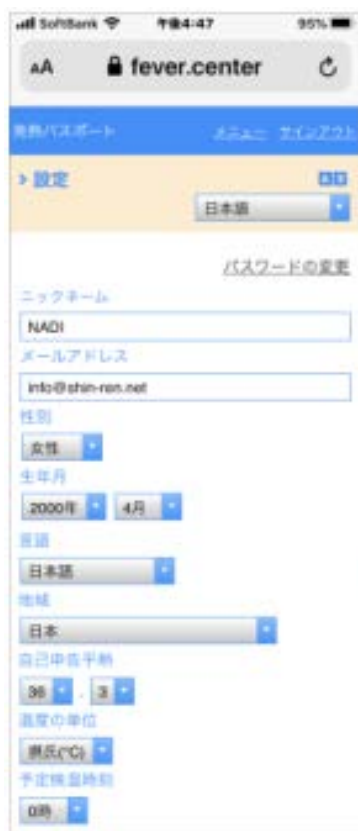 SoftBank 午後4:47 95%
AA fever.center
発熱パスポート メニュー サインアウト
> 設定
日本語
パスワードの変更
ニックネーム
NADI
メールアドレス
info@shin-ren.net
性別
女性
生年月
2000年 4月
言語
日本語
地域
日本
自己申告平熱
36 . 3
温度の単位
摂氏(°C)
予定検温時刻
0時